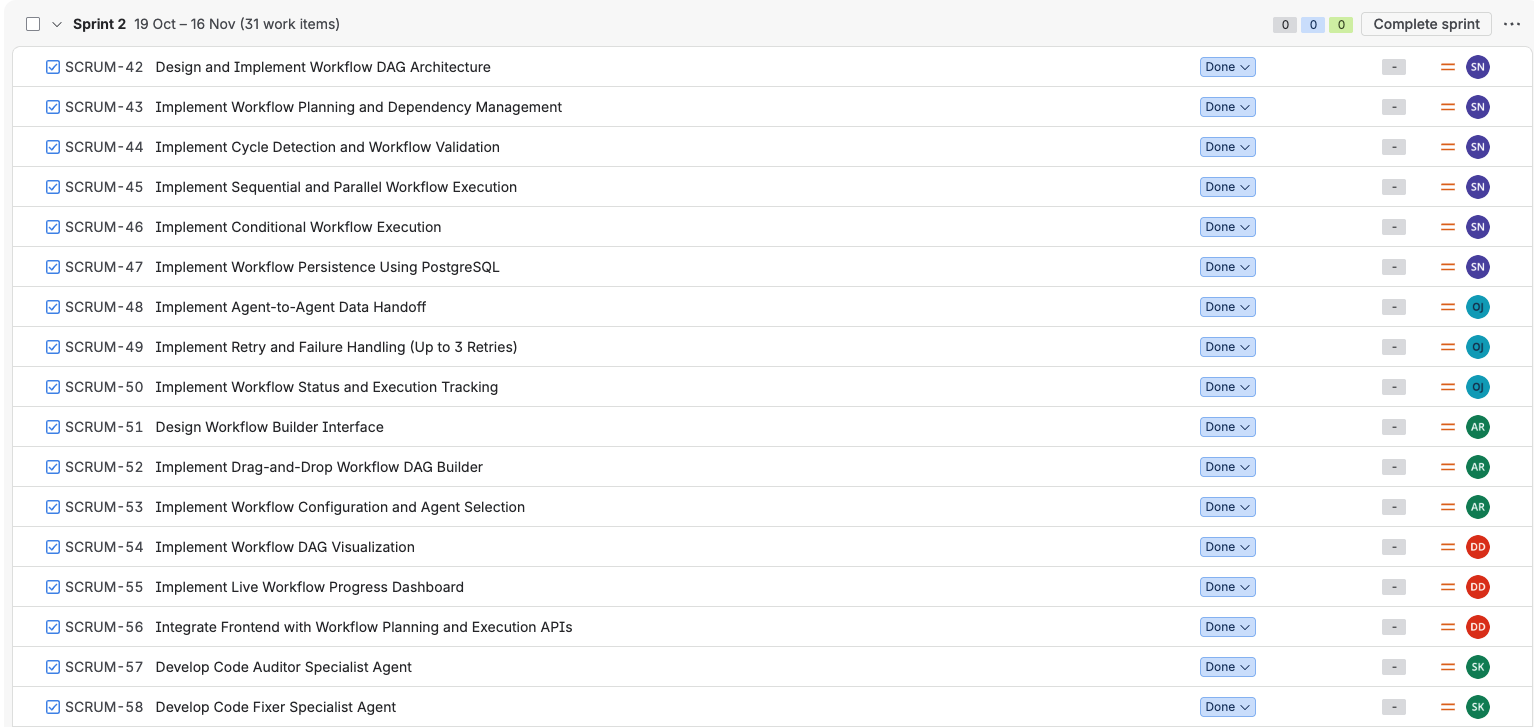 Sprint 2 19 Oct – 16 Nov (31 work items) 0 0 0 Complete sprint ...
SCRUM-42 Design and Implement Workflow DAG Architecture Done - SN
SCRUM-43 Implement Workflow Planning and Dependency Management Done - SN
SCRUM-44 Implement Cycle Detection and Workflow Validation Done - SN
SCRUM-45 Implement Sequential and Parallel Workflow Execution Done - SN
SCRUM-46 Implement Conditional Workflow Execution Done - SN
SCRUM-47 Implement Workflow Persistence Using PostgreSQL Done - SN
SCRUM-48 Implement Agent-to-Agent Data Handoff Done - OJ
SCRUM-49 Implement Retry and Failure Handling (Up to 3 Retries) Done - OJ
SCRUM-50 Implement Workflow Status and Execution Tracking Done - OJ
SCRUM-51 Design Workflow Builder Interface Done - AR
SCRUM-52 Implement Drag-and-Drop Workflow DAG Builder Done - AR
SCRUM-53 Implement Workflow Configuration and Agent Selection Done - AR
SCRUM-54 Implement Workflow DAG Visualization Done - DD
SCRUM-55 Implement Live Workflow Progress Dashboard Done - DD
SCRUM-56 Integrate Frontend with Workflow Planning and Execution APIs Done - DD
SCRUM-57 Develop Code Auditor Specialist Agent Done - SK
SCRUM-58 Develop Code Fixer Specialist Agent Done - SK